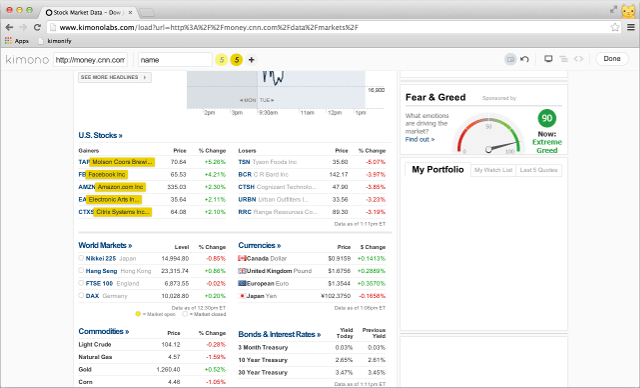 Stock Market Data – Dow J
www.kimonolabs.com/load?url=http%3A%2F%2Fmoney.cnn.com%2Fdata%2Fmarkets%2F
Apps kimonify
kimono http://money.cnn.com name 5 5 + Done
SEE MORE HEADLINES
16,800
MON TUE
2pm 3pm 9:30am 11am 12pm 1pm
U.S. Stocks »
Gainers Price % Change
TAP Molson Coors Brewi... 70.64 +5.26%
FB Facebook Inc 65.53 +4.21%
AMZN Amazon.com Inc 335.03 +2.30%
EA Electronic Arts In... 35.64 +2.11%
CTXS Citrix Systems Inc... 64.08 +2.10%
Losers Price % Change
TSN Tyson Foods Inc 35.60 -5.07%
BCR C R Bard Inc 142.17 -3.97%
CTSH Cognizant Technolo... 47.90 -3.85%
URBN Urban Outfitters I... 33.56 -3.23%
RRC Range Resources Co... 89.30 -3.19%
Data as of 1:11pm ET
World Markets » Level % Change
Nikkei 225 Japan 14,994.80 -0.85%
Hang Seng Hong Kong 23,315.74 +0.86%
FTSE 100 England 6,873.55 -0.02%
DAX Germany 10,028.80 +0.20%
Data as of 12:30pm ET
= Market open = Market closed
Currencies » Price $ Change
Canada Dollar $0.9159 +0.1413%
United Kingdom Pound $1.6756 +0.2889%
European Euro $1.3544 +0.3570%
Japan Yen ¥102.3750 -0.1658%
Data as of 1:06pm ET
Commodities » Price % Change
Light Crude 104.12 -0.28%
Natural Gas 4.57 -1.59%
Gold 1,260.40 +0.52%
Corn 4.46 -1.05%
Bonds & Interest Rates » Yield Today Previous Yield
3 Month Treasury 0.03% 0.03%
10 Year Treasury 2.65% 2.61%
30 Year Treasury 3.47% 3.45%
Data as of 1:11pm ET
Fear & Greed Sponsored by
What emotions
are driving the
market?
Find out »
0 50 100
90
Now:
Extreme
Greed
My Portfolio My Watch List Last 5 Quotes